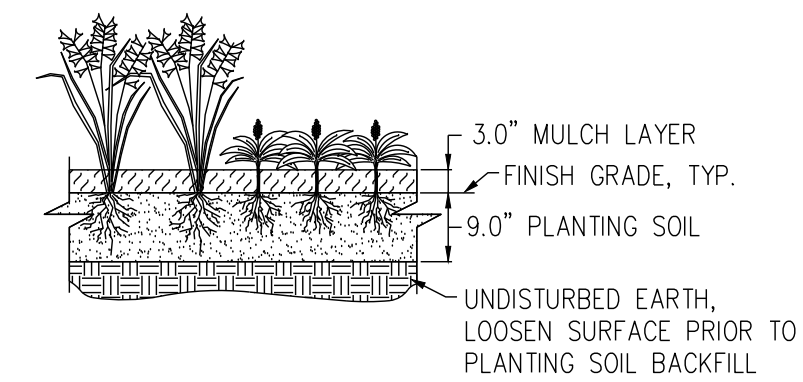 3.0" MULCH LAYER
FINISH GRADE, TYP.
9.0" PLANTING SOIL
UNDISTURBED EARTH,
LOOSEN SURFACE PRIOR TO
PLANTING SOIL BACKFILL